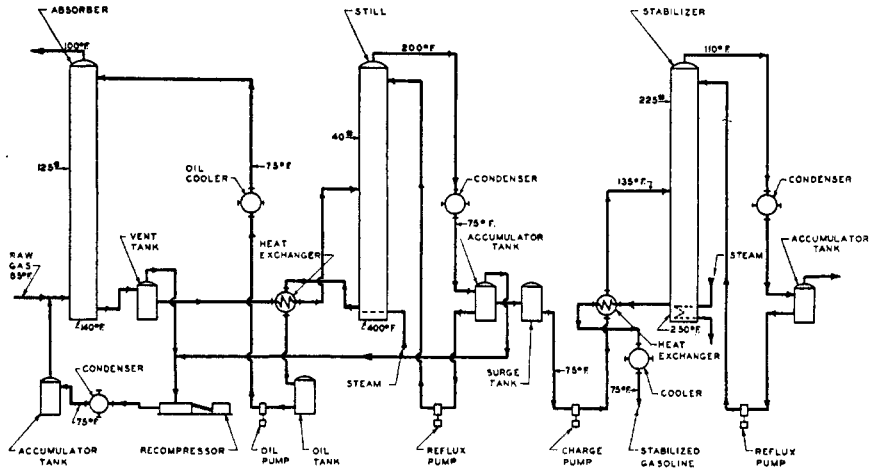 ABSORBER
STILL
STABILIZER
100°F.
200°F.
110°F.
225#
40#
125#
75°F.
OIL
COOLER
CONDENSER
135°F.
CONDENSER
75°F.
VENT
TANK
HEAT
EXCHANGER
ACCUMULATOR
TANK
STEAM
ACCUMULATOR
TANK
RAW
GAS
85°F.
140°F.
400°F
250°F.
HEAT
EXCHANGER
STEAM
SURGE
TANK
75°F.
COOLER
CONDENSER
75°F.
75°F.
ACCUMULATOR
TANK
RECOMPRESSOR
OIL
PUMP
OIL
TANK
REFLUX
PUMP
CHARGE
PUMP
STABILIZED
GASOLINE
REFLUX
PUMP